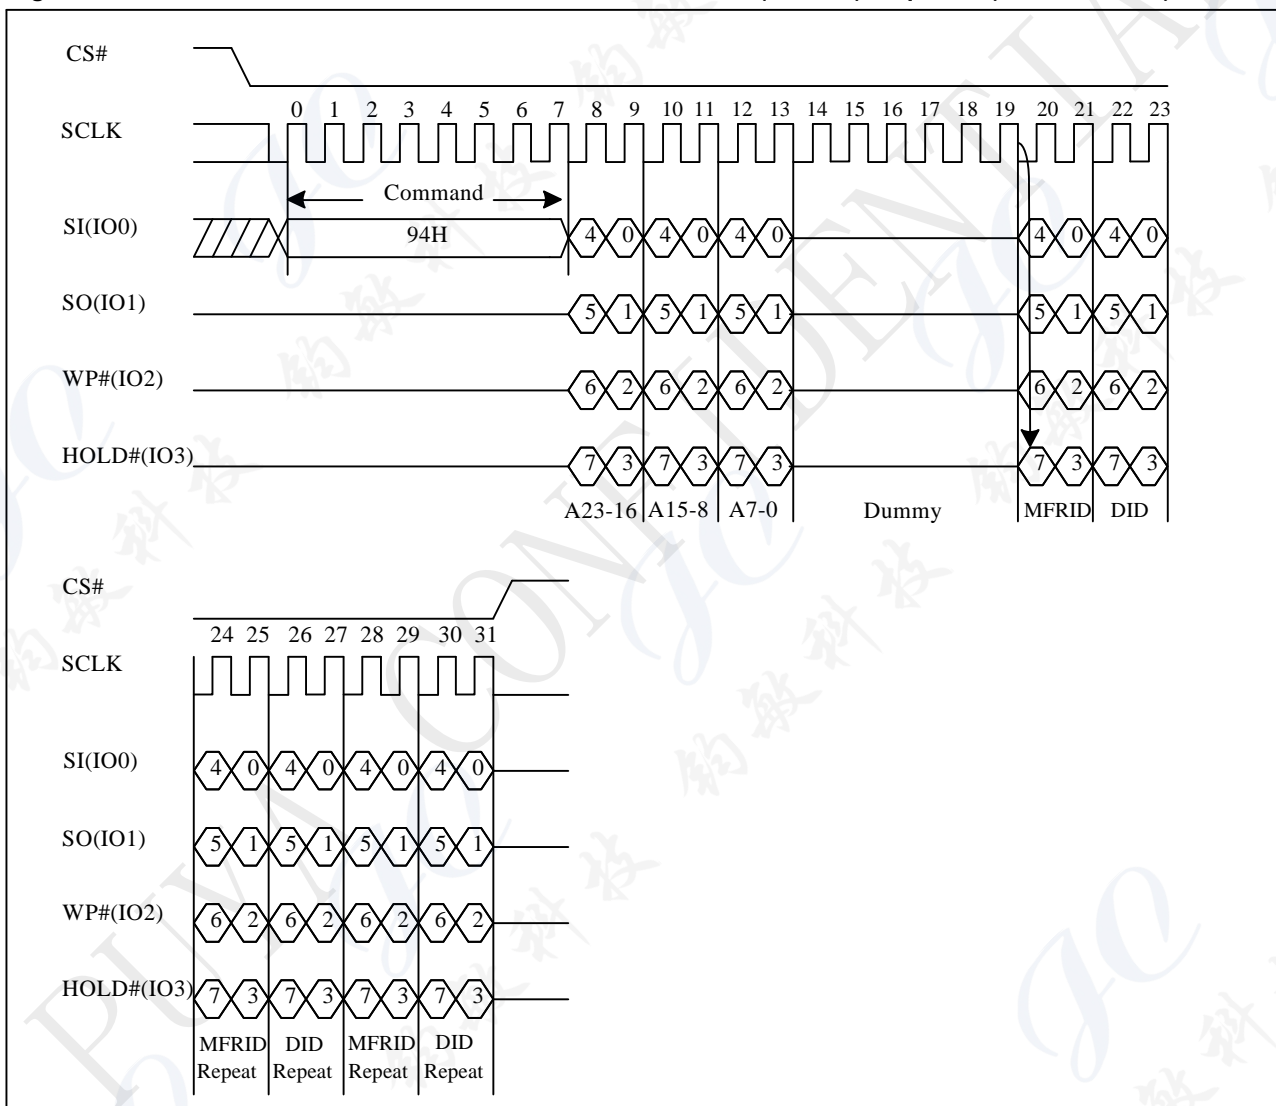 CS#
0 1 2 3 4 5 6 7 8 9 10 11 12 13 14 15 16 17 18 19 20 21 22 23
SCLK
Command
SI(IO0)
94H
4 0 4 0 4 0 4 0 4 0
SO(IO1)
5 1 5 1 5 1 5 1 5 1
WP#(IO2)
6 2 6 2 6 2 6 2 6 2
HOLD#(IO3)
7 3 7 3 7 3 7 3 7 3
A23-16 A15-8 A7-0 Dummy MFRID DID
CS#
24 25 26 27 28 29 30 31
SCLK
SI(IO0)
4 0 4 0 4 0 4 0
SO(IO1)
5 1 5 1 5 1 5 1
WP#(IO2)
6 2 6 2 6 2 6 2
HOLD#(IO3)
7 3 7 3 7 3 7 3
MFRID DID MFRID DID
Repeat Repeat Repeat Repeat
PUYA CONFIDENTIAL